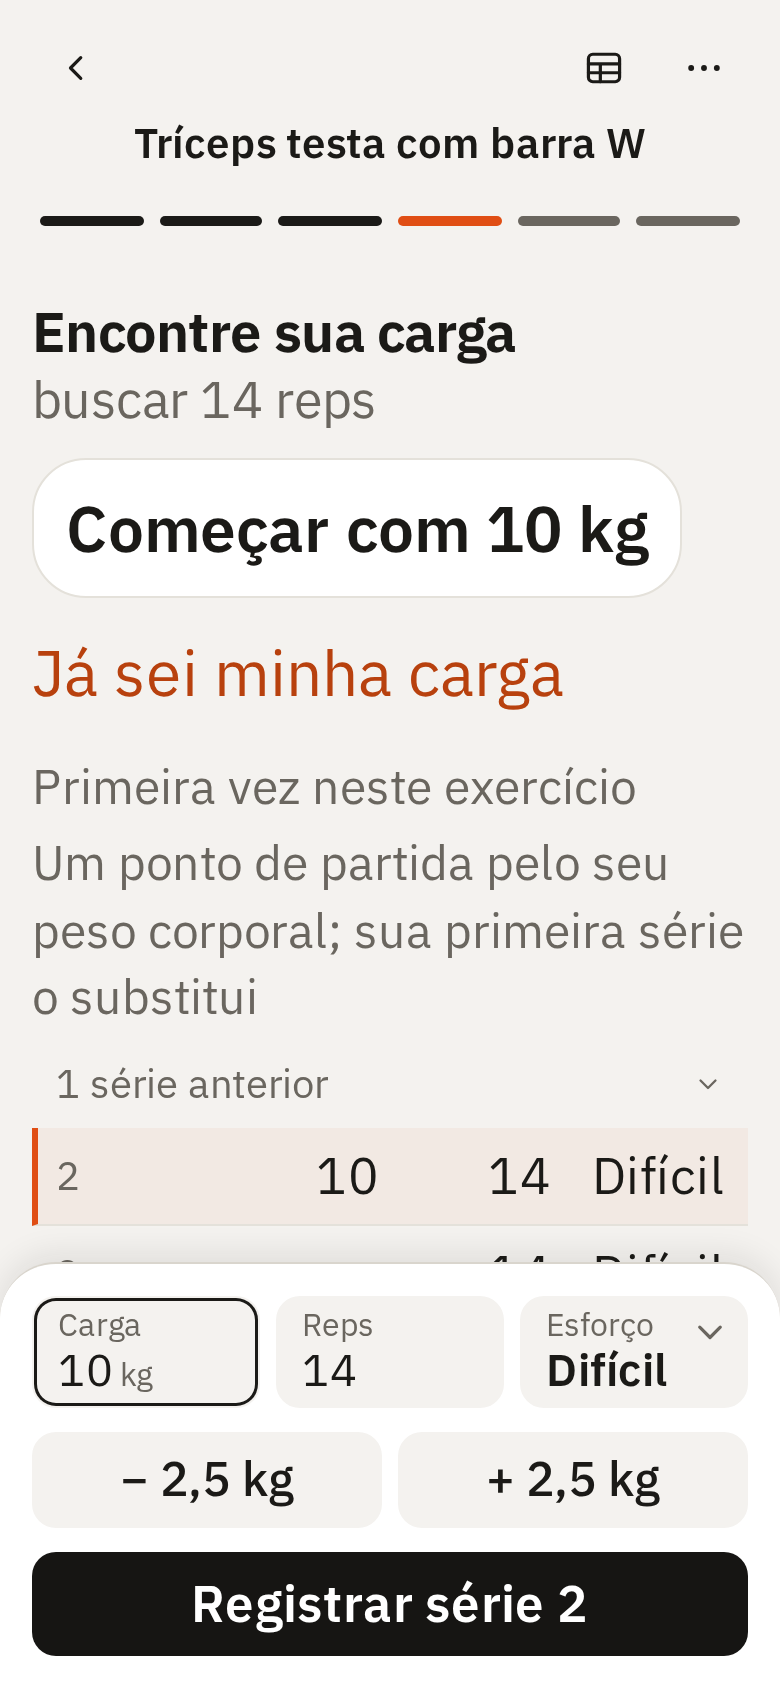 Tríceps testa com barra W
Encontre sua carga
buscar 14 reps
Começar com 10 kg
Já sei minha carga
Primeira vez neste exercício
Um ponto de partida pelo seu
peso corporal; sua primeira série
o substitui
1 série anterior
2 10 14 Difícil
14 Difícil
Carga Reps Esforço
10 kg 14 Difícil
− 2,5 kg + 2,5 kg
Registrar série 2